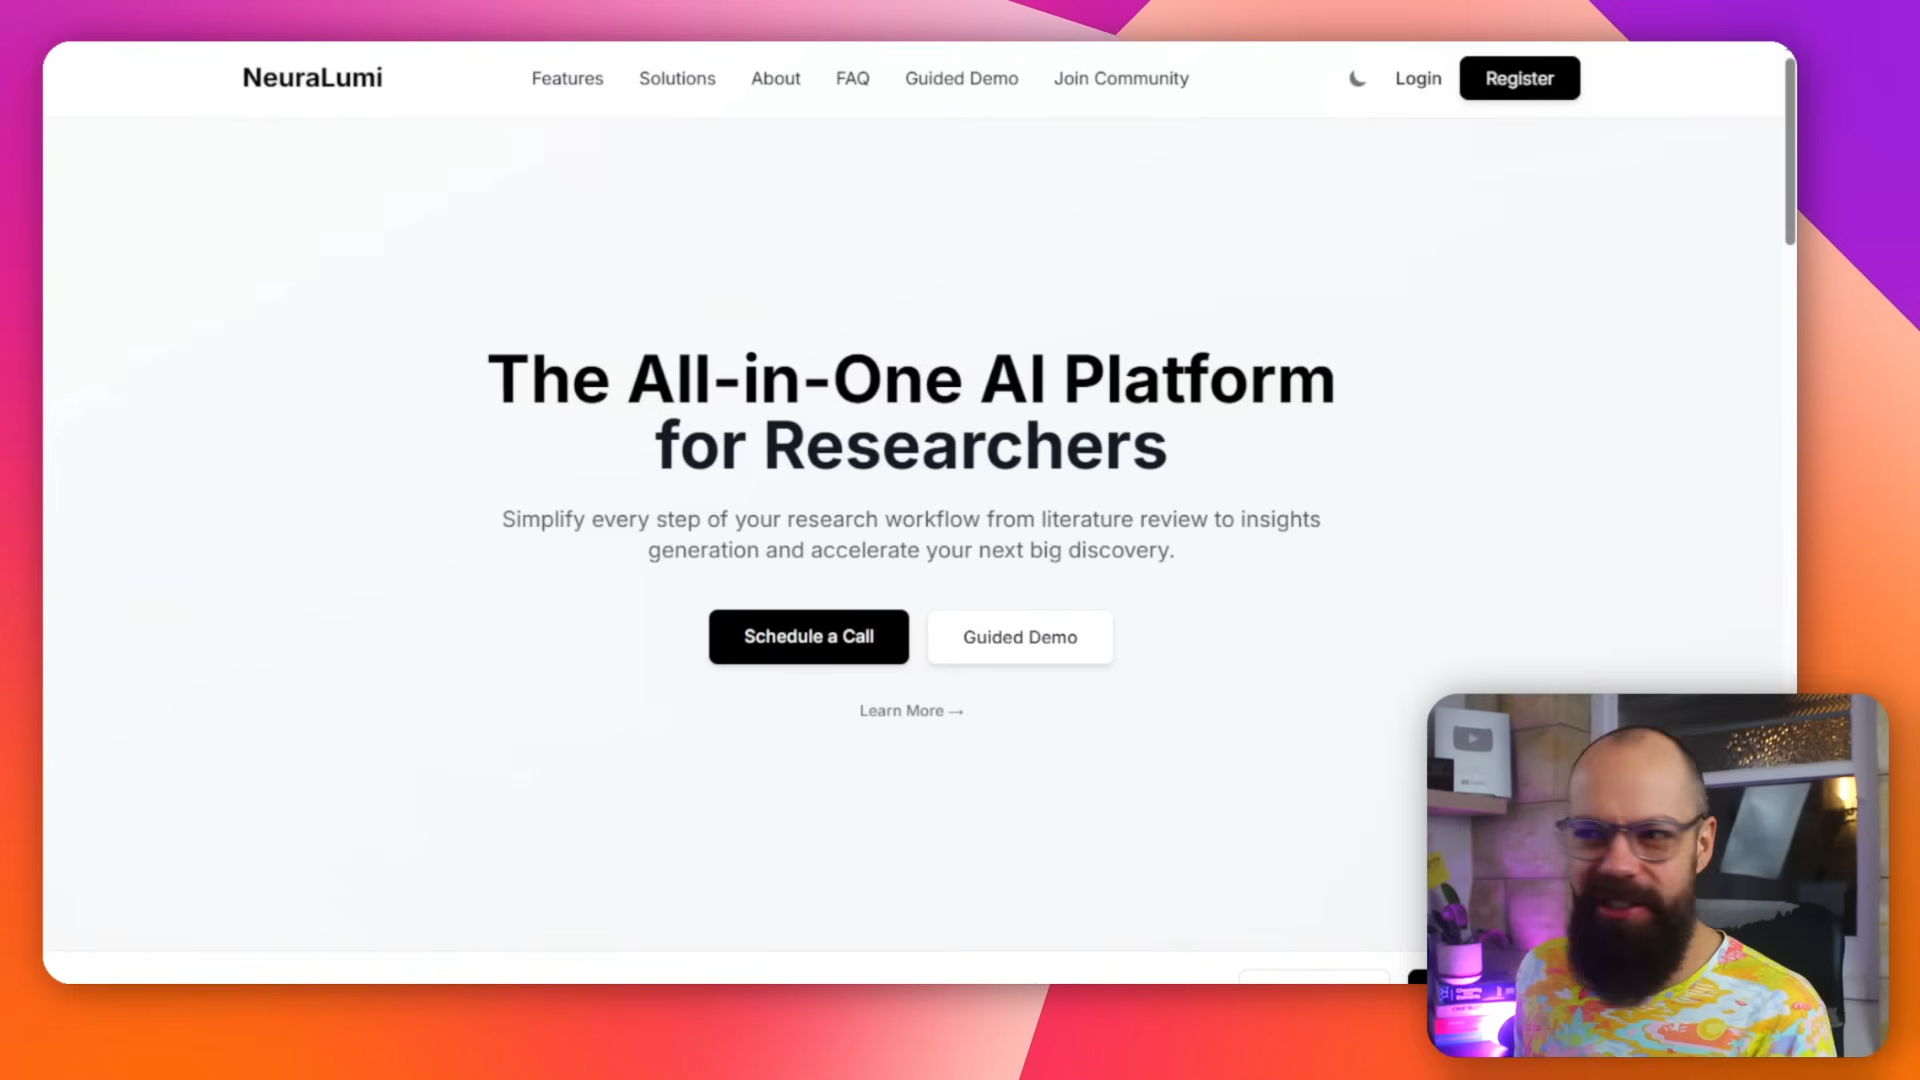 NeuraLumi
Features
Solutions
About
FAQ
Guided Demo
Join Community
Login
Register
The All-in-One AI Platform
for Researchers
Simplify every step of your research workflow from literature review to insights
generation and accelerate your next big discovery.
Schedule a Call
Guided Demo
Learn More →